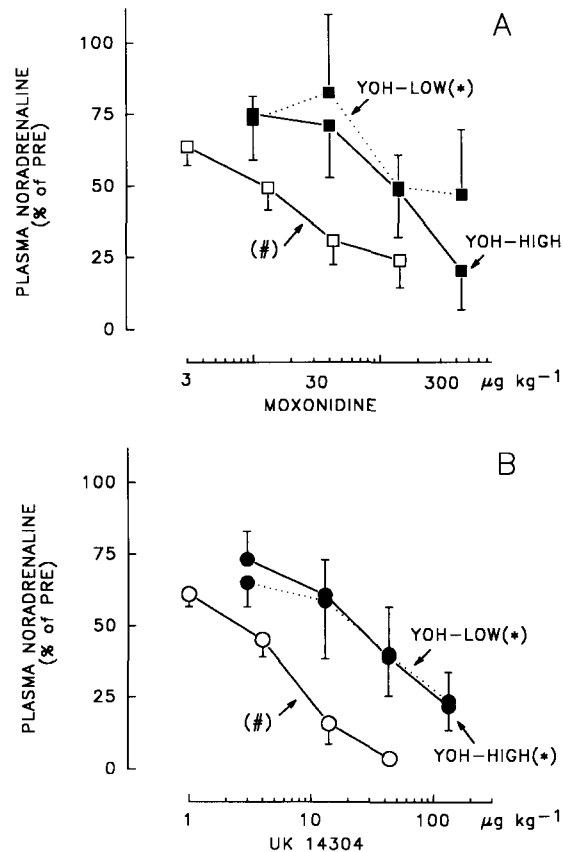 A
PLASMA NORADRENALINE
(% of PRE)
100
75
50
25
0
YOH-LOW(*)
(#)
YOH-HIGH
3 30 300 µg kg-1
MOXONIDINE
B
PLASMA NORADRENALINE
(% of PRE)
100
75
50
25
0
YOH-LOW(*)
(#)
YOH-HIGH(*)
1 10 100 µg kg-1
UK 14304